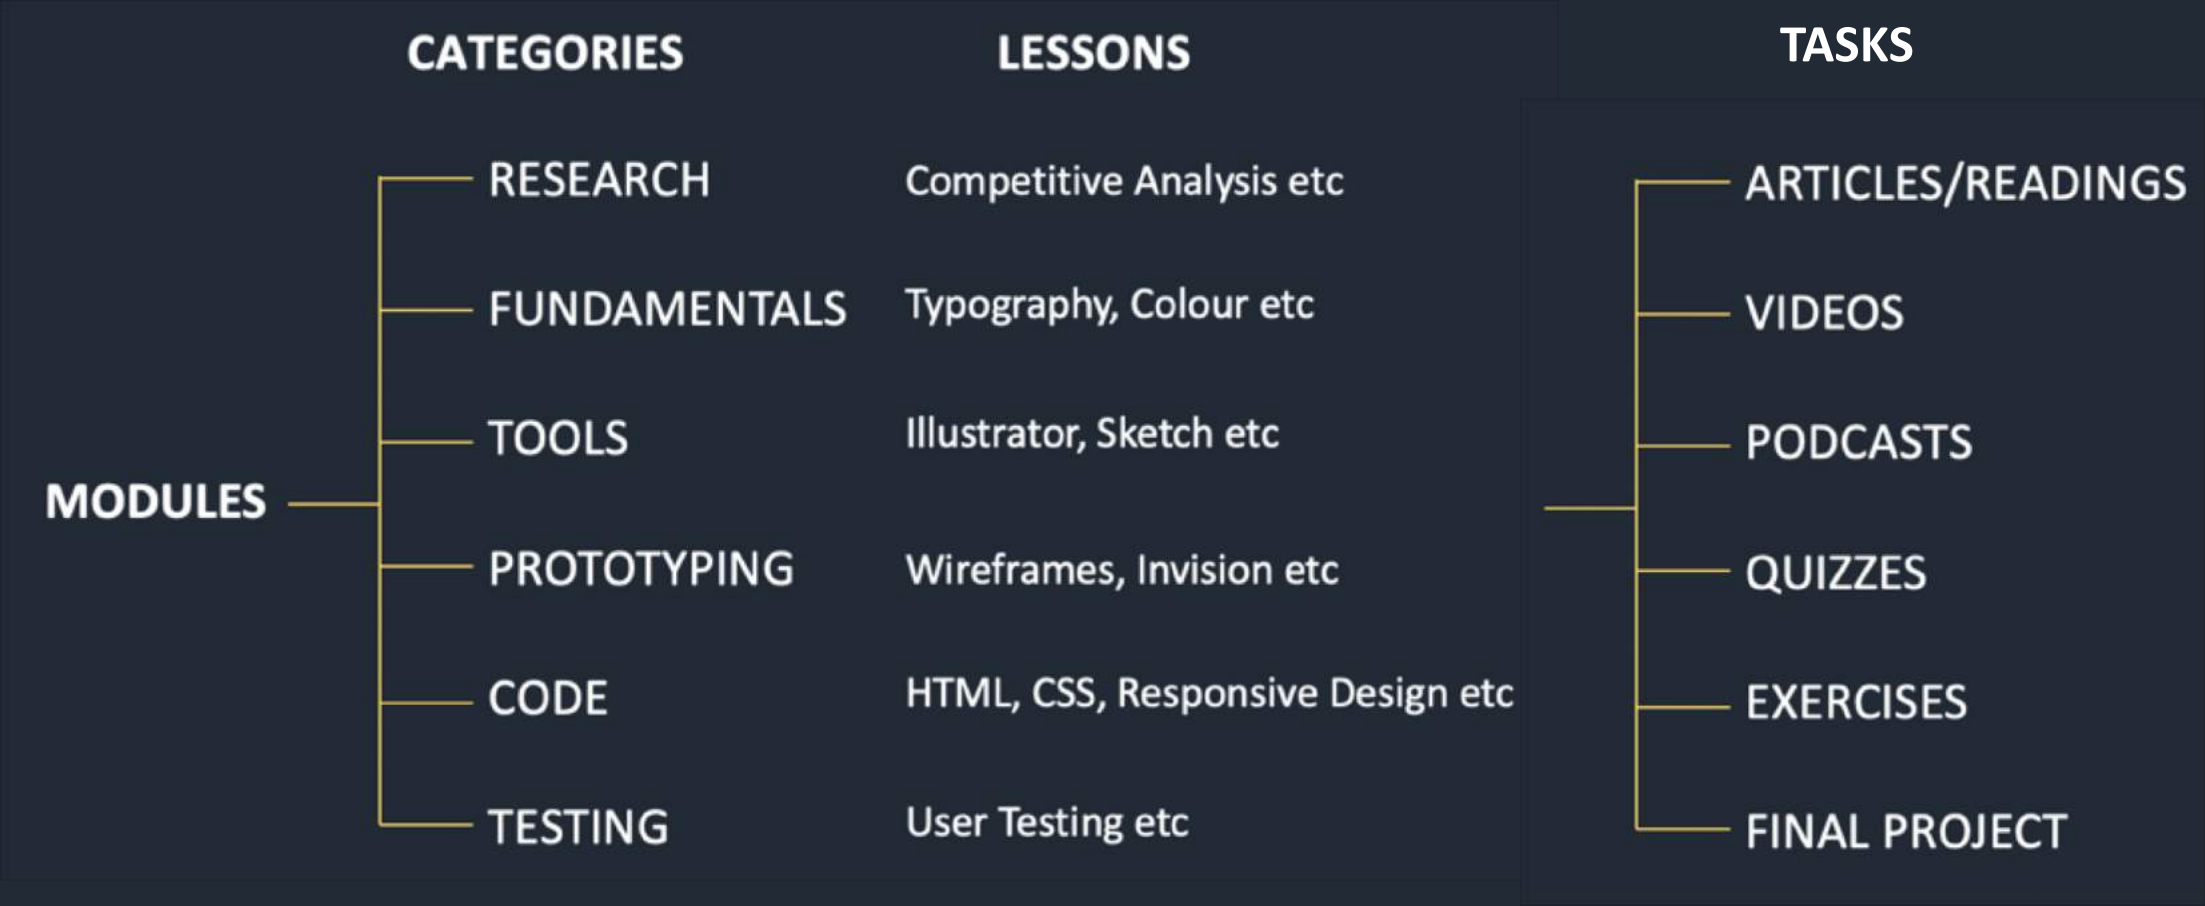 CATEGORIES LESSONS TASKS
RESEARCH Competitive Analysis etc ARTICLES/READINGS
FUNDAMENTALS Typography, Colour etc VIDEOS
TOOLS Illustrator, Sketch etc PODCASTS
MODULES
PROTOTYPING Wireframes, Invision etc QUIZZES
CODE HTML, CSS, Responsive Design etc EXERCISES
TESTING User Testing etc FINAL PROJECT